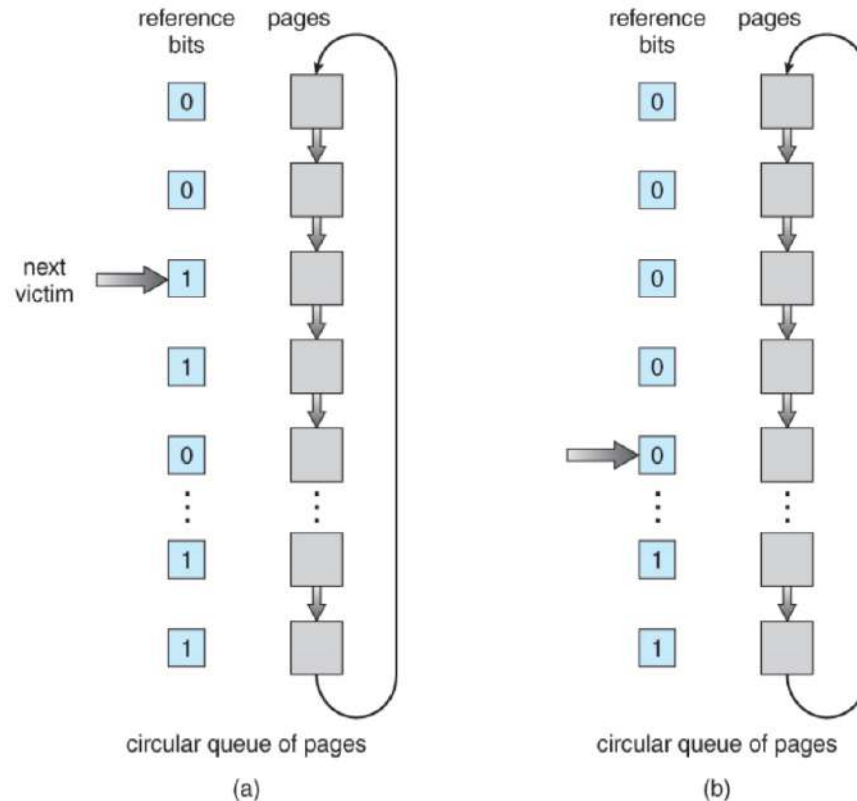 reference bits
pages
0
0
next victim
1
1
0
1
1
circular queue of pages
(a)
reference bits
pages
0
0
0
0
0
1
1
circular queue of pages
(b)